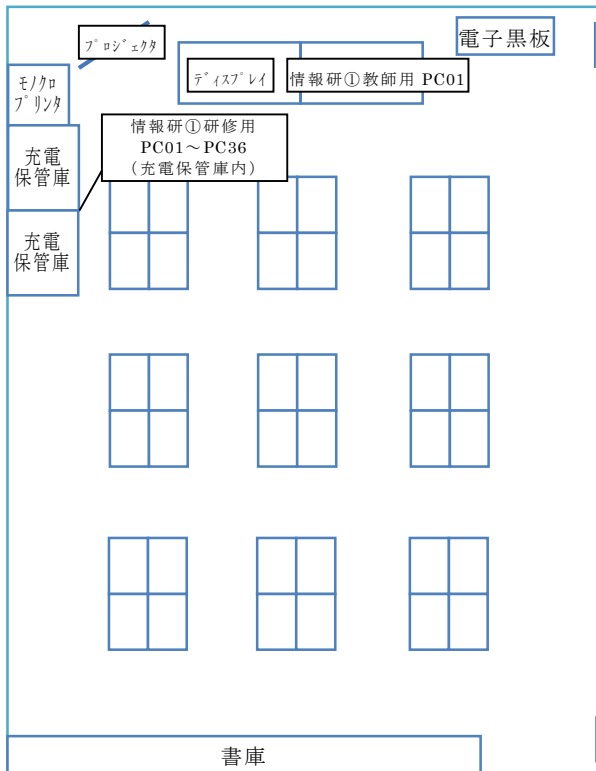 ﾌﾟﾛｼﾞｪｸﾀ
電子黒板
ﾃﾞｨｽﾌﾟﾚｲ
情報研①教師用 PC01
ﾓﾉｸﾛ
ﾌﾟﾘﾝﾀ
情報研①研修用
PC01～PC36
（充電保管庫内）
充電
保管庫
充電
保管庫
書庫